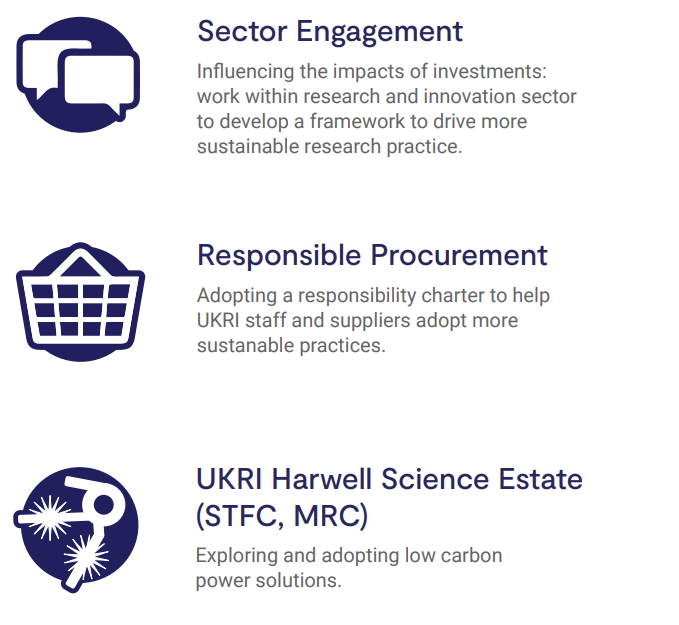 Sector Engagement
Influencing the impacts of investments:
work within research and innovation sector
to develop a framework to drive more
sustainable research practice.
Responsible Procurement
Adopting a responsibility charter to help
UKRI staff and suppliers adopt more
sustanable practices.
UKRI Harwell Science Estate
(STFC, MRC)
Exploring and adopting low carbon
power solutions.